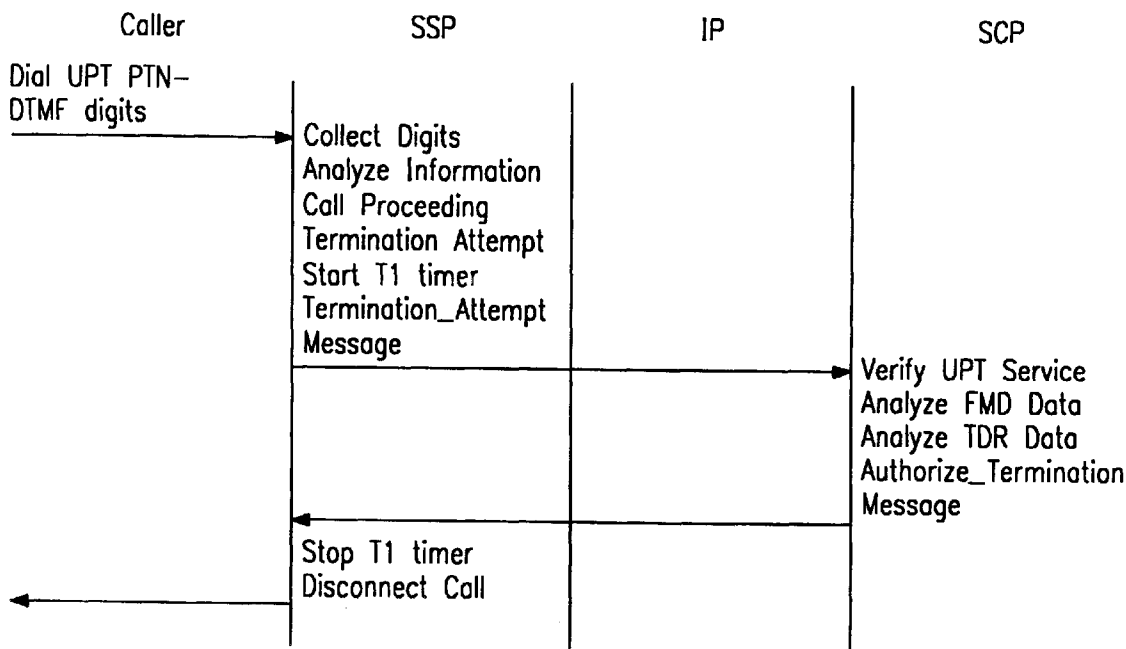 Caller
SSP
IP
SCP
Dial UPT PTN-
DTMF digits
Collect Digits
Analyze Information
Call Proceeding
Termination Attempt
Start T1 timer
Termination_Attempt
Message
Verify UPT Service
Analyze FMD Data
Analyze TDR Data
Authorize_Termination
Message
Stop T1 timer
Disconnect Call